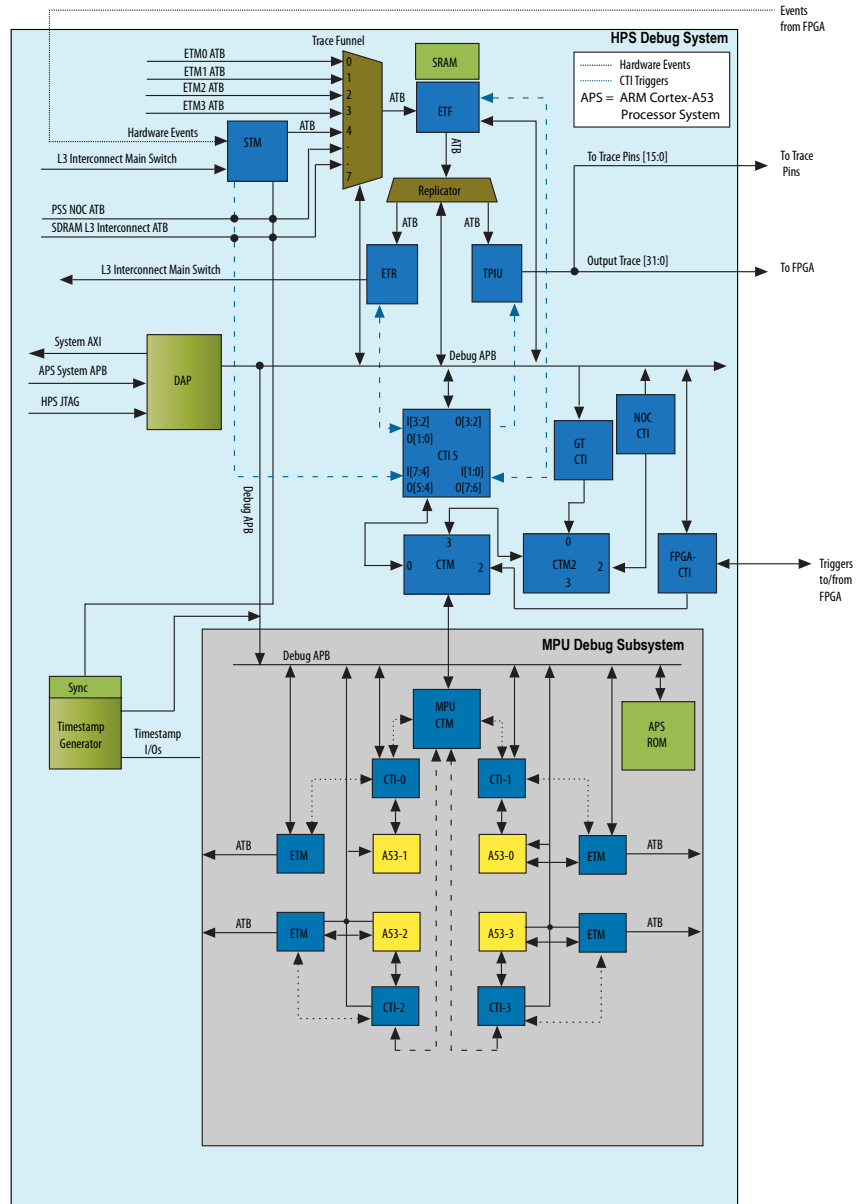 Events
from FPGA
HPS Debug System
Trace Funnel
Hardware Events
CTI Triggers
APS = ARM Cortex-A53
Processor System
ETM0 ATB
ETM1 ATB
ETM2 ATB
ETM3 ATB
ATB
Hardware Events
L3 Interconnect Main Switch
STM
0
1
2
3
4
.
.
7
ATB
SRAM
ETF
ATB
Replicator
To Trace Pins [15:0]
To Trace
Pins
PSS NOC ATB
SDRAM L3 Interconnect ATB
ATB
ATB
L3 Interconnect Main Switch
ETR
TPIU
Output Trace [31:0]
To FPGA
System AXI
APS System APB
HPS JTAG
DAP
Debug APB
I[3:2]
O[3:2]
O[1:0]
CTI 5
I[7:4]
I[1:0]
O[5:4]
O[7:6]
GT
CTI
NOC
CTI
Debug APB
3
0
CTM
2
0
CTM2
2
3
FPGA-
CTI
Triggers
to/from
FPGA
MPU Debug Subsystem
Debug APB
Sync
Timestamp
Generator
Timestamp
I/Os
MPU
CTM
APS
ROM
CTI-0
CTI-1
ATB
ETM
A53-1
A53-0
ETM
ATB
ATB
ETM
A53-2
A53-3
ETM
ATB
CTI-2
CTI-3